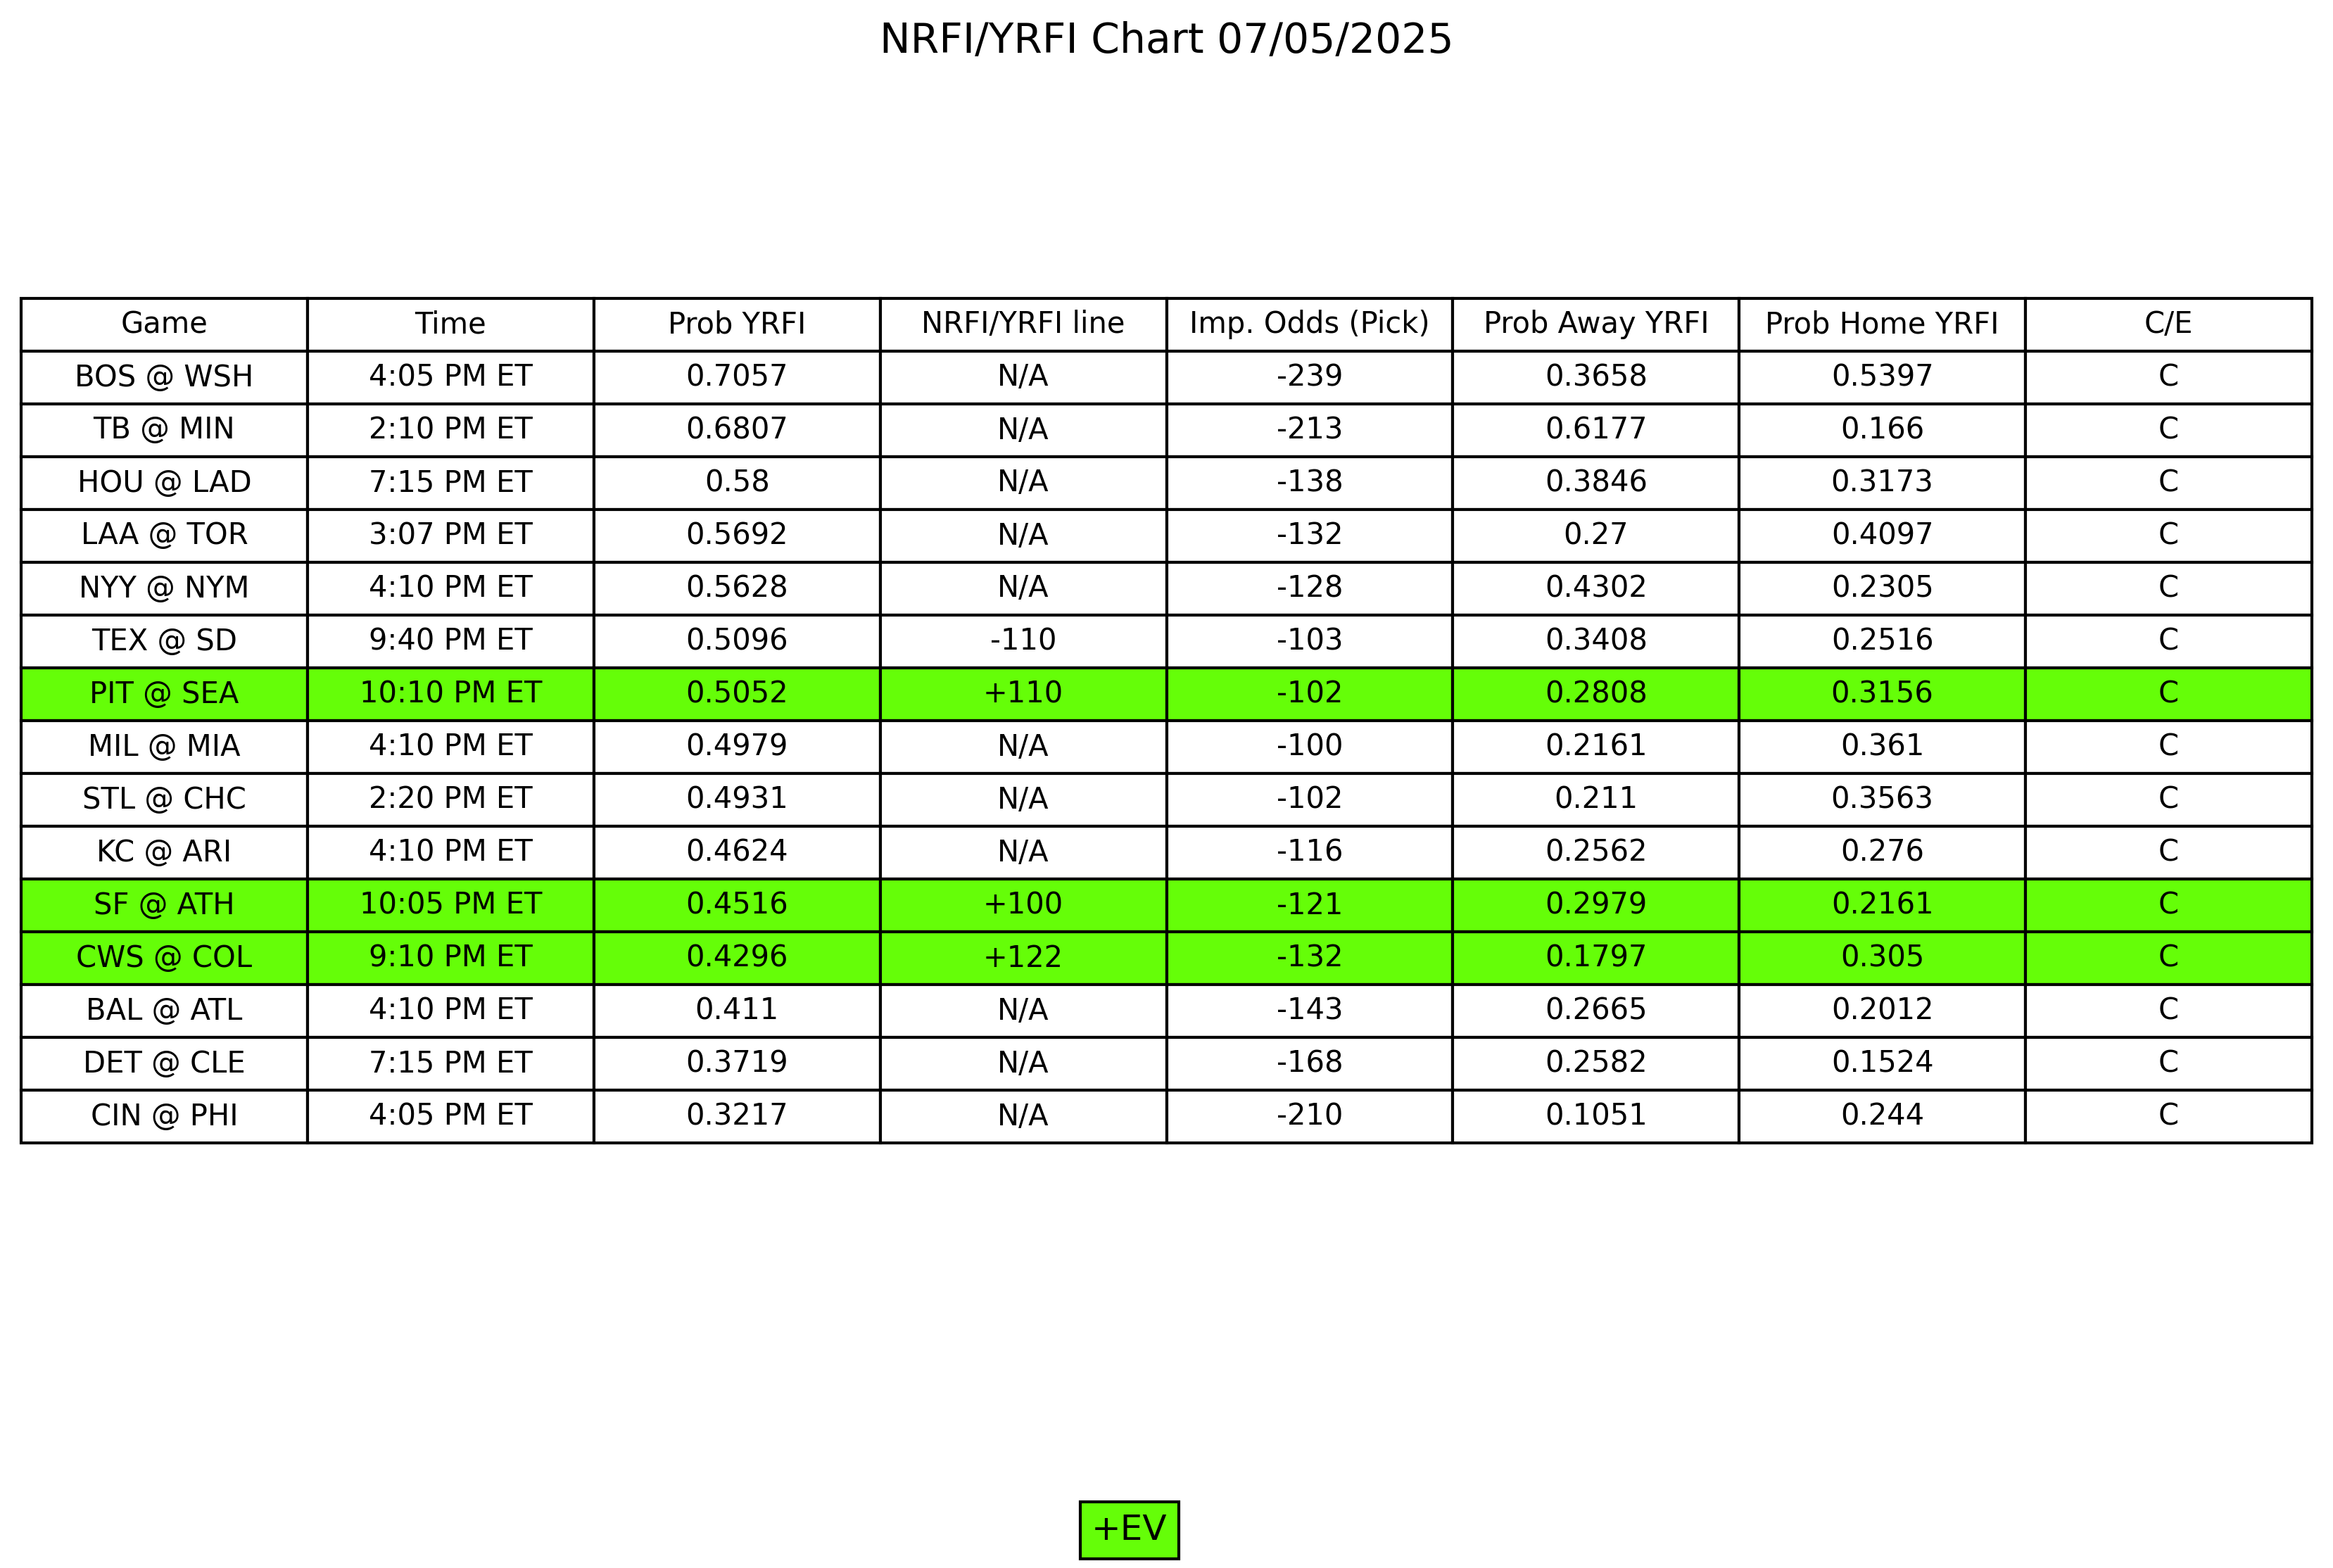 NRFI/YRFI Chart 07/05/2025
Game Time Prob YRFI NRFI/YRFI line Imp. Odds (Pick) Prob Away YRFI Prob Home YRFI C/E
BOS @ WSH 4:05 PM ET 0.7057 N/A -239 0.3658 0.5397 C
TB @ MIN 2:10 PM ET 0.6807 N/A -213 0.6177 0.166 C
HOU @ LAD 7:15 PM ET 0.58 N/A -138 0.3846 0.3173 C
LAA @ TOR 3:07 PM ET 0.5692 N/A -132 0.27 0.4097 C
NYY @ NYM 4:10 PM ET 0.5628 N/A -128 0.4302 0.2305 C
TEX @ SD 9:40 PM ET 0.5096 -110 -103 0.3408 0.2516 C
PIT @ SEA 10:10 PM ET 0.5052 +110 -102 0.2808 0.3156 C
MIL @ MIA 4:10 PM ET 0.4979 N/A -100 0.2161 0.361 C
STL @ CHC 2:20 PM ET 0.4931 N/A -102 0.211 0.3563 C
KC @ ARI 4:10 PM ET 0.4624 N/A -116 0.2562 0.276 C
SF @ ATH 10:05 PM ET 0.4516 +100 -121 0.2979 0.2161 C
CWS @ COL 9:10 PM ET 0.4296 +122 -132 0.1797 0.305 C
BAL @ ATL 4:10 PM ET 0.411 N/A -143 0.2665 0.2012 C
DET @ CLE 7:15 PM ET 0.3719 N/A -168 0.2582 0.1524 C
CIN @ PHI 4:05 PM ET 0.3217 N/A -210 0.1051 0.244 C
+EV